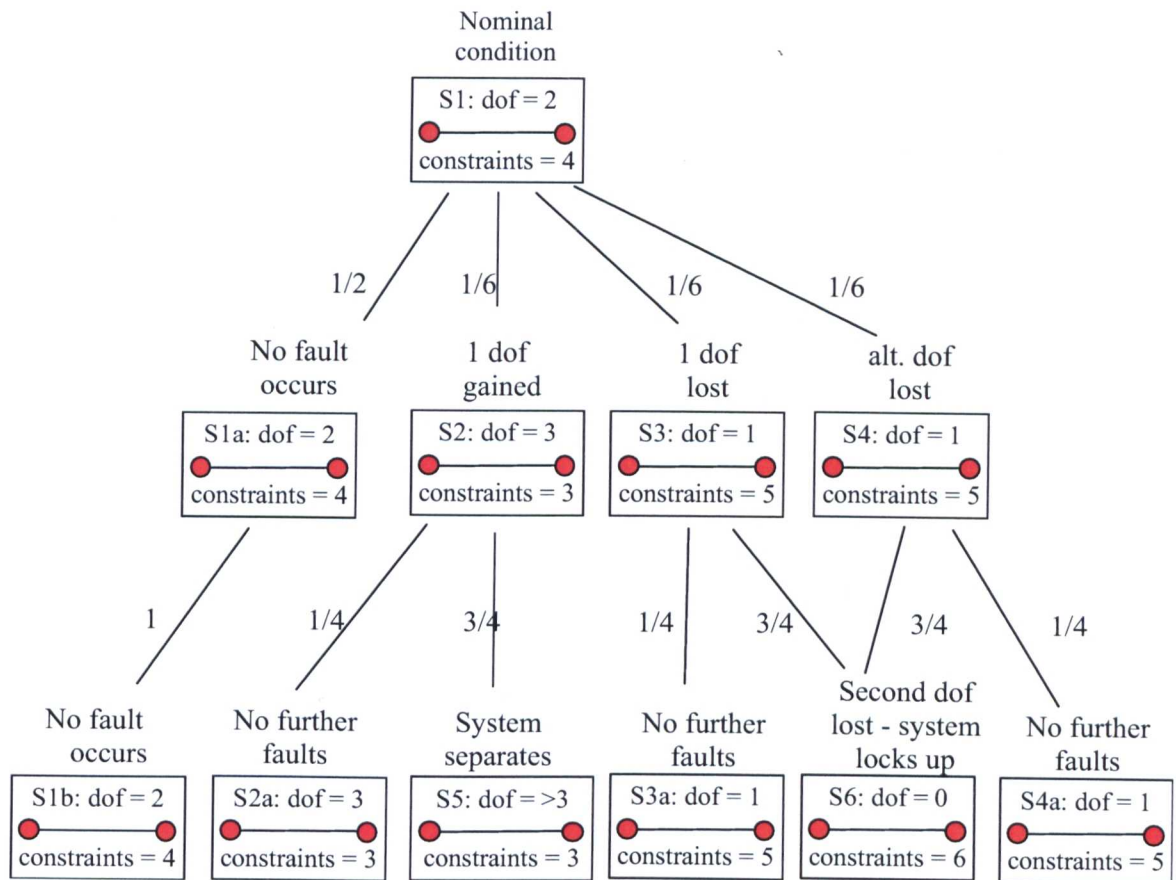 Nominal
condition
S1: dof = 2
constraints = 4
1/2
1/6
1/6
1/6
No fault
occurs
1 dof
gained
1 dof
lost
alt. dof
lost
S1a: dof = 2
constraints = 4
S2: dof = 3
constraints = 3
S3: dof = 1
constraints = 5
S4: dof = 1
constraints = 5
1
1/4
3/4
1/4
3/4
3/4
1/4
No fault
occurs
No further
faults
System
separates
No further
faults
Second dof
lost - system
locks up
No further
faults
S1b: dof = 2
constraints = 4
S2a: dof = 3
constraints = 3
S5: dof = >3
constraints = 3
S3a: dof = 1
constraints = 5
S6: dof = 0
constraints = 6
S4a: dof = 1
constraints = 5